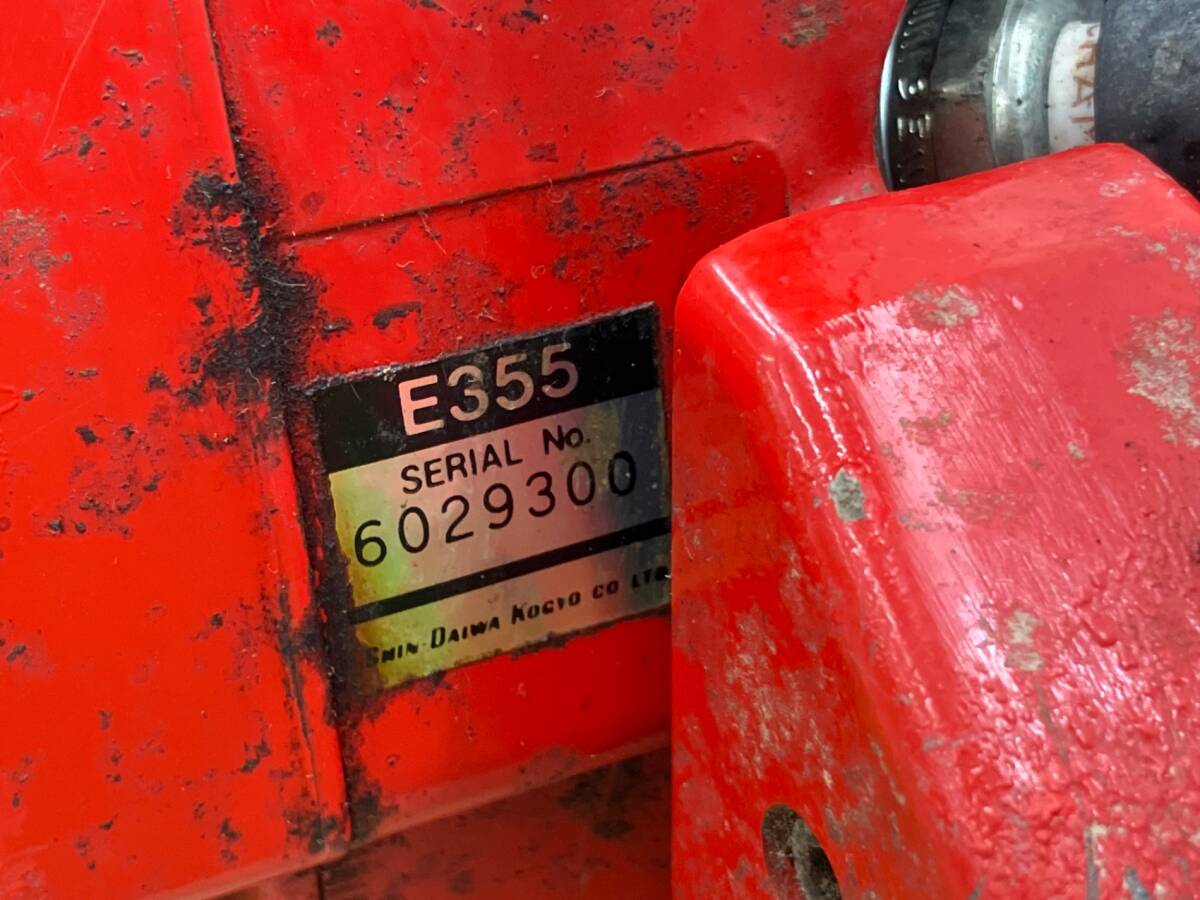 E355
SERIAL No.
6029300
SHIN-DAIWA KOGYO CO LTD